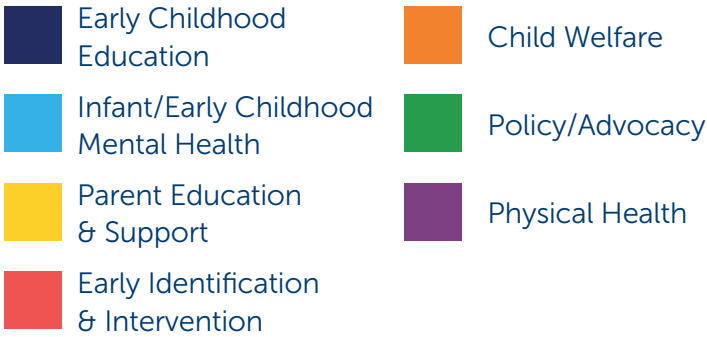 Early Childhood
Education
Infant/Early Childhood
Mental Health
Parent Education
& Support
Early Identification
& Intervention
Child Welfare
Policy/Advocacy
Physical Health